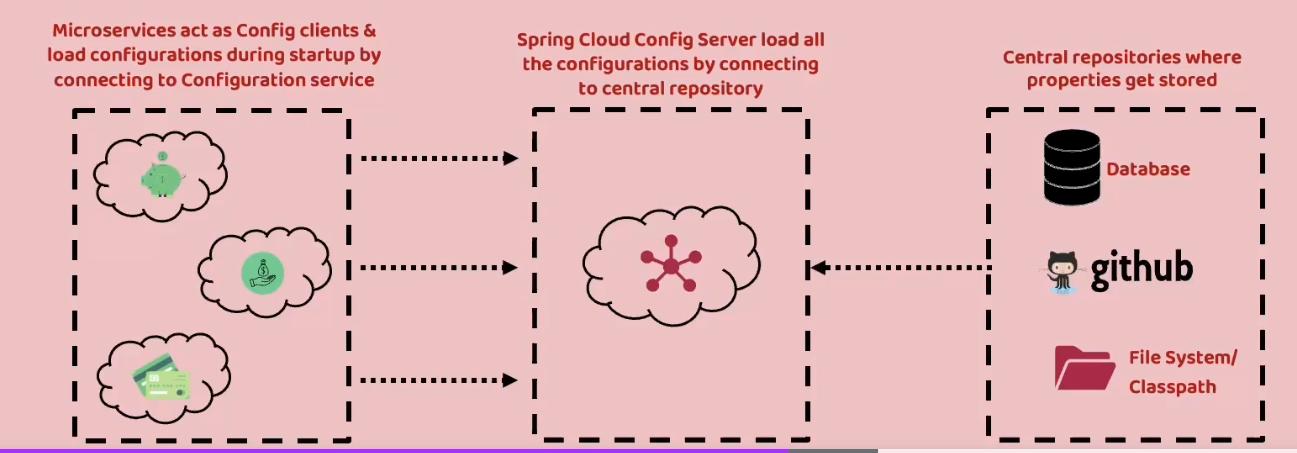 Microservices act as Config clients &
load configurations during startup by
connecting to Configuration service
Spring Cloud Config Server load all
the configurations by connecting
to central repository
Central repositories where
properties get stored
Database
github
File System/
Classpath